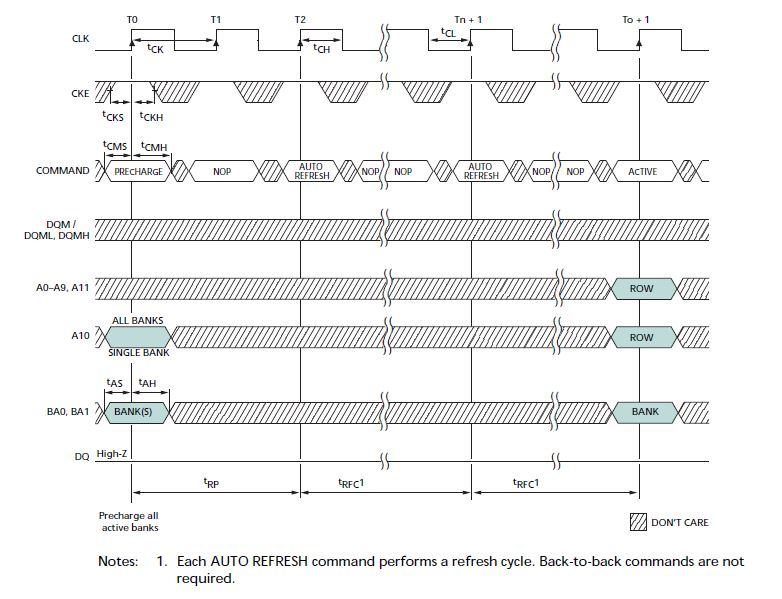 T0 T1 T2 Tn + 1 To + 1
CLK
tCK tCH tCL
CKE
tCKS tCKH
tCMS tCMH
COMMAND PRECHARGE NOP AUTO REFRESH NOP NOP AUTO REFRESH NOP NOP ACTIVE
DQM /
DQML, DQMH
A0–A9, A11 ROW
ALL BANKS
A10 ROW
SINGLE BANK
tAS tAH
BA0, BA1 BANK(S) BANK
DQ High-Z
tRP tRFC1 tRFC1
Precharge all
active banks
DON'T CARE
Notes: 1. Each AUTO REFRESH command performs a refresh cycle. Back-to-back commands are not
required.